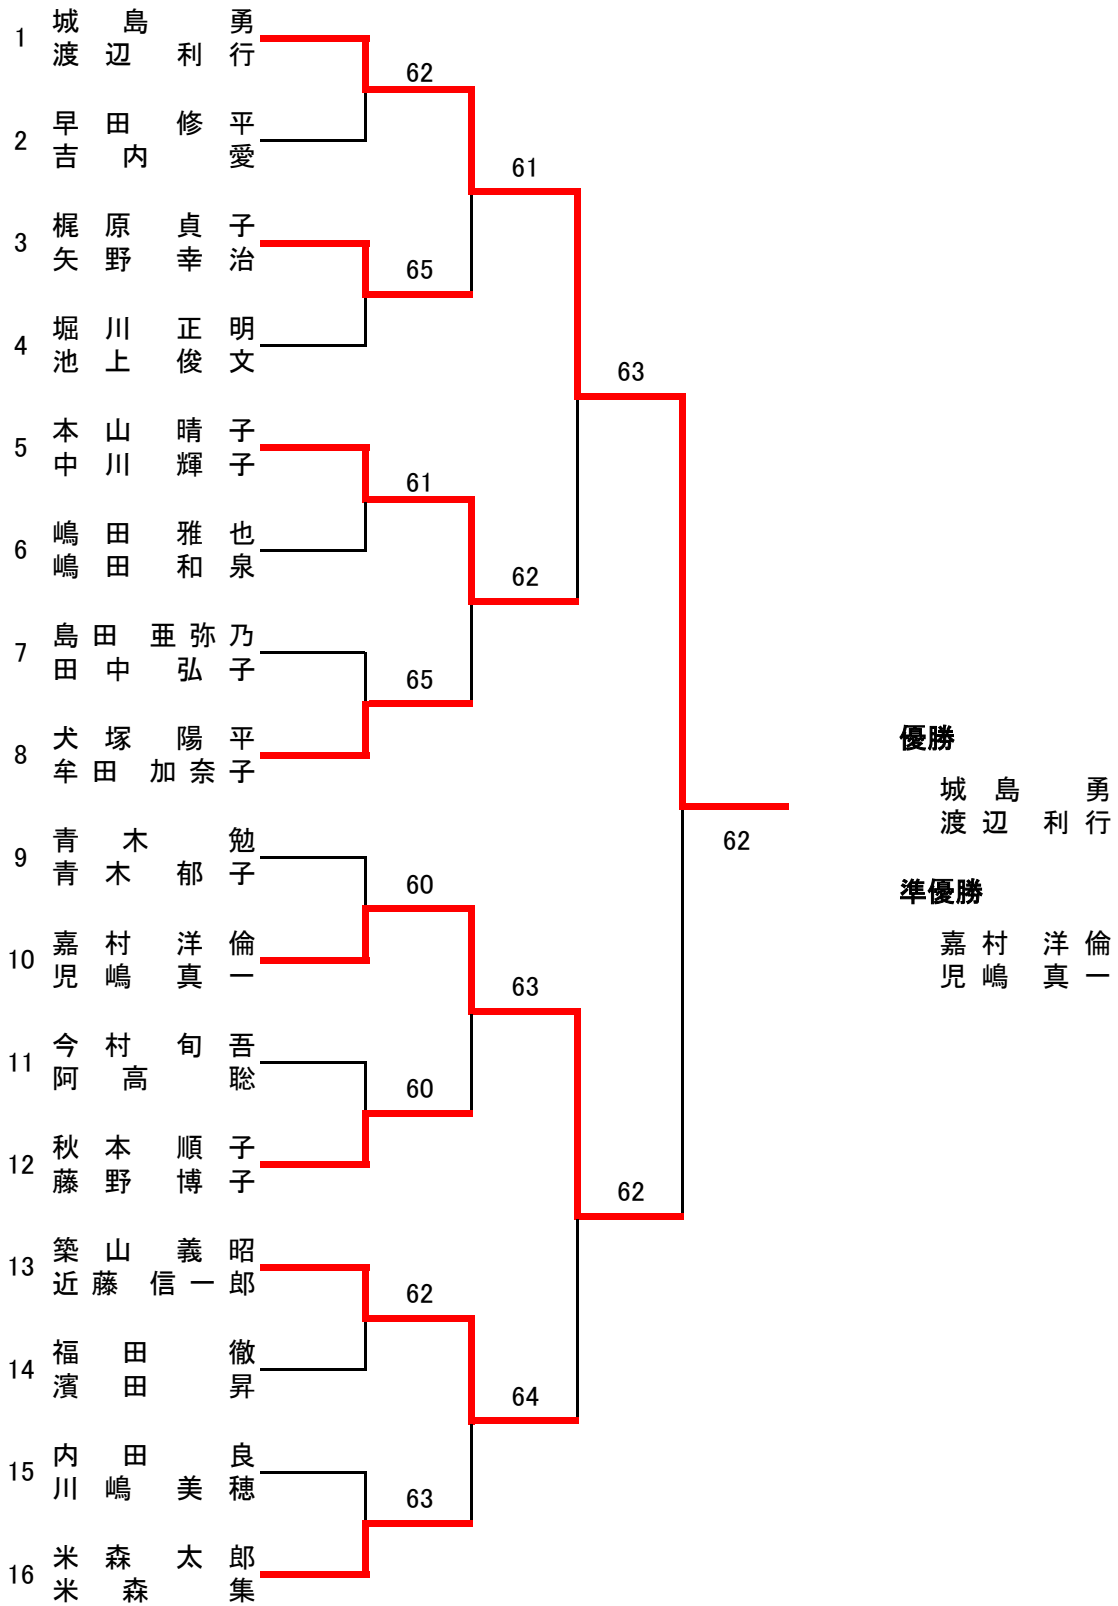 1 城島 勇
渡辺 利行
62
2 早田 修平
吉内 愛
61
3 梶原 貞子
矢野 幸治
65
4 堀川 正明
池上 俊文
63
5 本山 晴子
中川 輝子
61
6 嶋田 雅也
嶋田 和泉
62
7 島田 亜弥乃
田中 弘子
65
8 犬塚 陽平
牟田 加奈子
優勝
城島 勇
渡辺 利行
62
9 青木 勉
青木 郁子
60
準優勝
嘉村 洋倫
児嶋 真一
10 嘉村 洋倫
児嶋 真一
63
11 今村 旬吾
阿高 聡
60
12 秋本 順子
藤野 博子
62
13 築山 義昭
近藤 信一郎
62
14 福田 徹
濱田 昇
64
15 内田 良
川嶋 美穂
63
16 米森 太郎
米森 集